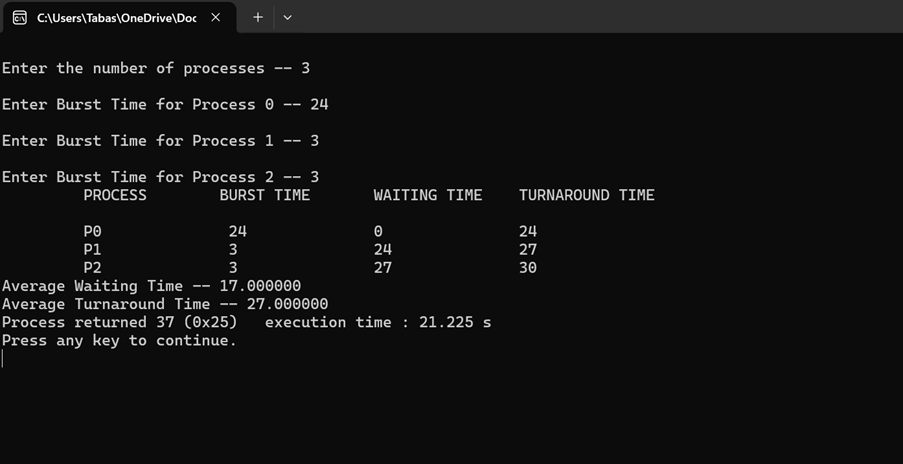 C:\Users\Tabas\OneDrive\Doc
Enter the number of processes -- 3
Enter Burst Time for Process 0 -- 24
Enter Burst Time for Process 1 -- 3
Enter Burst Time for Process 2 -- 3
PROCESS BURST TIME WAITING TIME TURNAROUND TIME
P0 24 0 24
P1 3 24 27
P2 3 27 30
Average Waiting Time -- 17.000000
Average Turnaround Time -- 27.000000
Process returned 37 (0x25) execution time : 21.225 s
Press any key to continue.